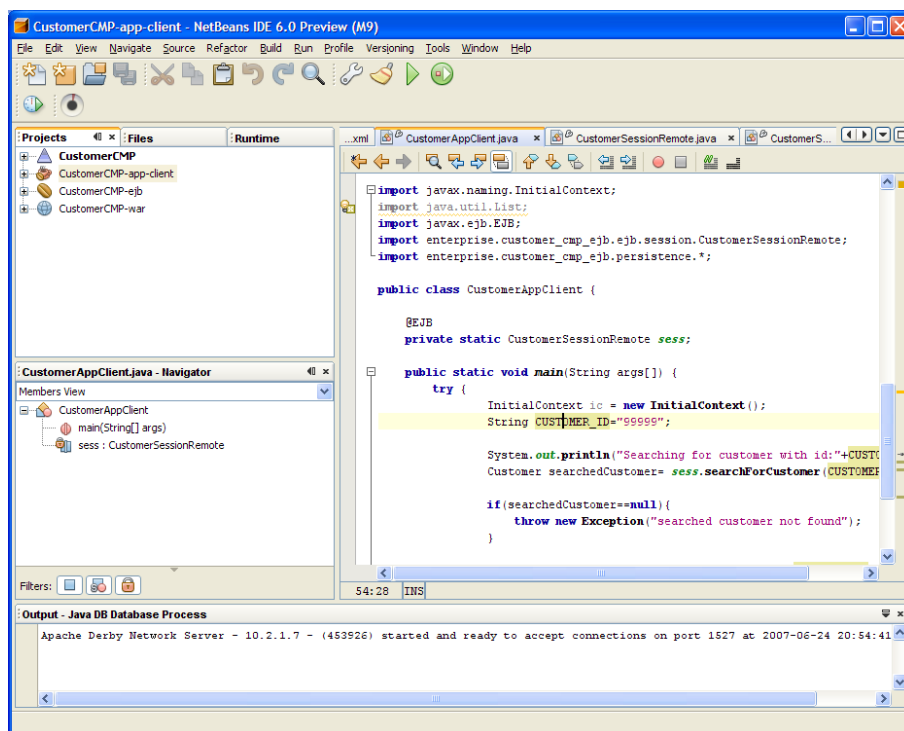 CustomerCMP-app-client - NetBeans IDE 6.0 Preview (M9)
File Edit View Navigate Source Refactor Build Run Profile Versioning Tools Window Help
Projects Files Runtime
CustomerCMP
CustomerCMP-app-client
CustomerCMP-ejb
CustomerCMP-war
CustomerAppClient.java - Navigator
Members View
CustomerAppClient
main(String[] args)
sess : CustomerSessionRemote
Filters:
...xml CustomerAppClient.java CustomerSessionRemote.java CustomerS...
import javax.naming.InitialContext;
import java.util.List;
import javax.ejb.EJB;
import enterprise.customer_cmp_ejb.ejb.session.CustomerSessionRemote;
import enterprise.customer_cmp_ejb.persistence.*;
public class CustomerAppClient {
@EJB
private static CustomerSessionRemote sess;
public static void main(String args[]) {
try {
InitialContext ic = new InitialContext();
String CUSTOMER_ID="99999";
System.out.println("Searching for customer with id:"+CUSTO
Customer searchedCustomer= sess.searchForCustomer(CUSTOMER
if(searchedCustomer==null){
throw new Exception("searched customer not found");
}
54:28 INS
Output - Java DB Database Process
Apache Derby Network Server - 10.2.1.7 - (453926) started and ready to accept connections on port 1527 at 2007-06-24 20:54:41